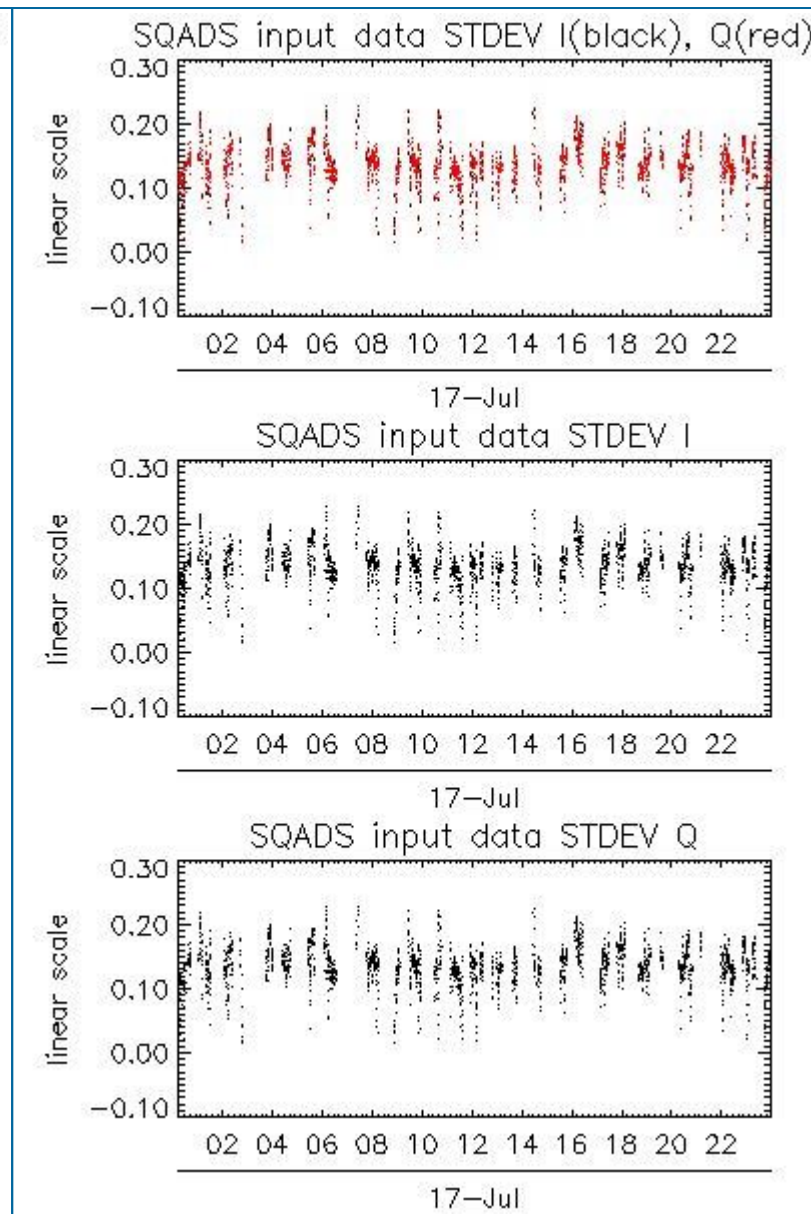 SQADS input data STDEV I(black), Q(red)
0.30
0.20
0.10
0.00
-0.10
linear scale
02 04 06 08 10 12 14 16 18 20 22
17-Jul
SQADS input data STDEV I
0.30
0.20
0.10
0.00
-0.10
linear scale
02 04 06 08 10 12 14 16 18 20 22
17-Jul
SQADS input data STDEV Q
0.30
0.20
0.10
0.00
-0.10
linear scale
02 04 06 08 10 12 14 16 18 20 22
17-Jul